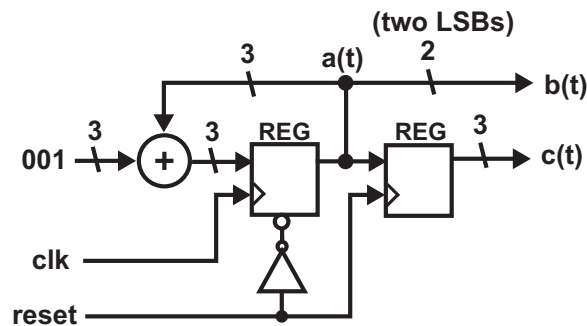 (two LSBs)
3
a(t)
2
b(t)
001
3
+
3
REG
REG
3
c(t)
clk
reset